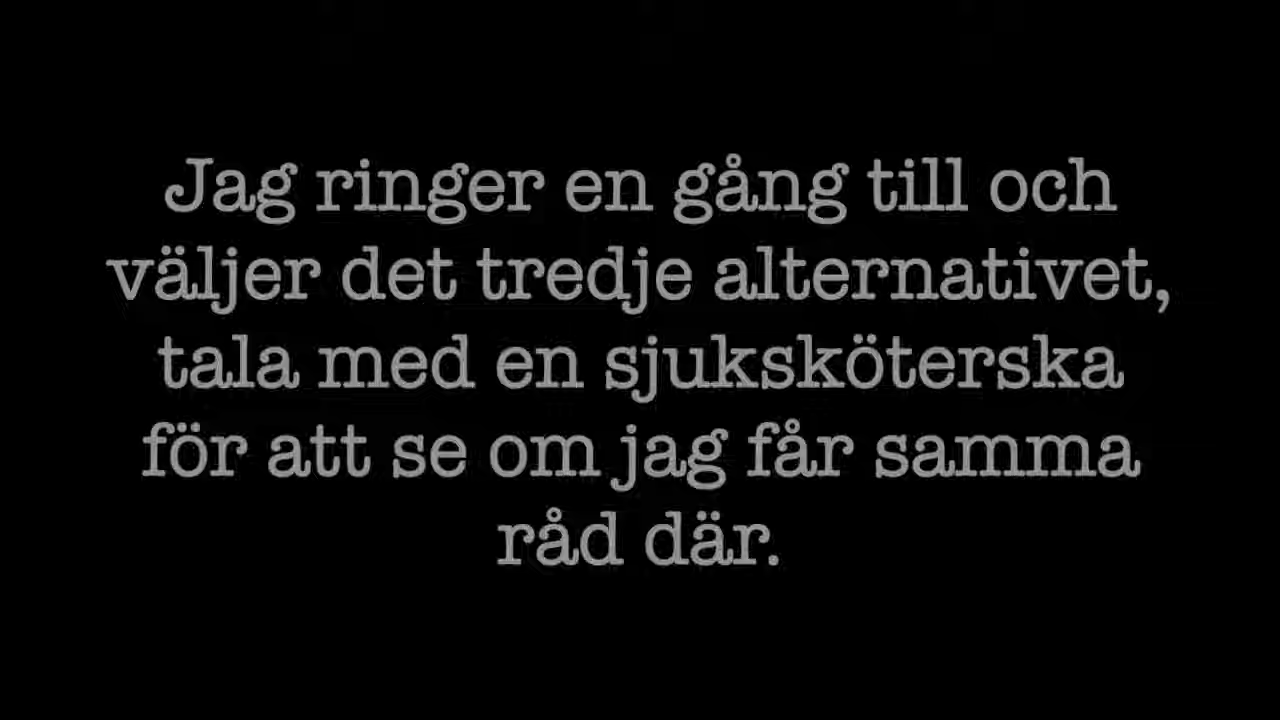 Jag ringer en gång till och
väljer det tredje alternativet,
tala med en sjuksköterska
för att se om jag får samma
råd där.